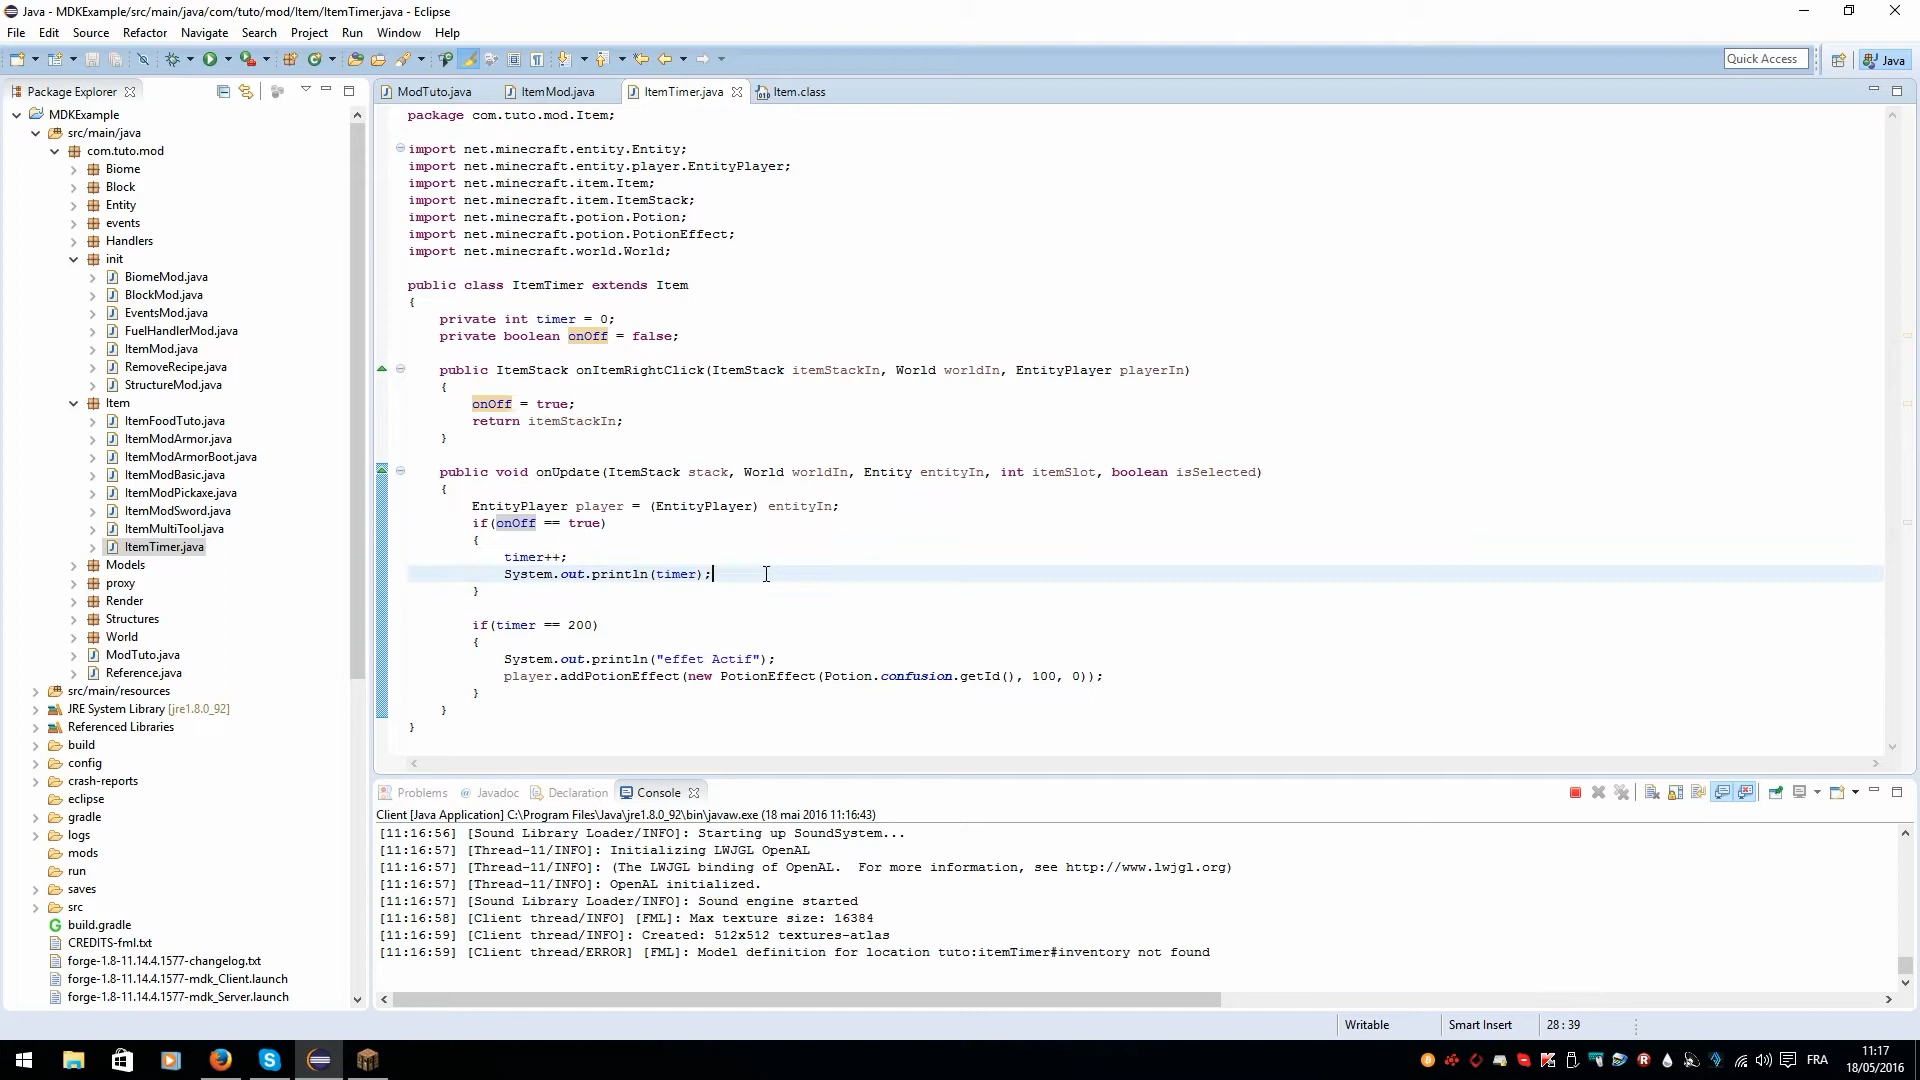 Java - MDKExample/src/main/java/com/tuto/mod/Item/ItemTimer.java - Eclipse
File Edit Source Refactor Navigate Search Project Run Window Help
Quick Access
Java
Package Explorer
MDKExample
src/main/java
com.tuto.mod
Biome
Block
Entity
events
Handlers
init
BiomeMod.java
BlockMod.java
EventsMod.java
FuelHandlerMod.java
ItemMod.java
RemoveRecipe.java
StructureMod.java
Item
ItemFoodTuto.java
ItemModArmor.java
ItemModArmorBoot.java
ItemModBasic.java
ItemModPickaxe.java
ItemModSword.java
ItemMultiTool.java
ItemTimer.java
Models
proxy
Render
Structures
World
ModTuto.java
Reference.java
src/main/resources
JRE System Library [jre1.8.0_92]
Referenced Libraries
build
config
crash-reports
eclipse
gradle
logs
mods
run
saves
src
build.gradle
CREDITS-fml.txt
forge-1.8-11.14.4.1577-changelog.txt
forge-1.8-11.14.4.1577-mdk_Client.launch
forge-1.8-11.14.4.1577-mdk_Server.launch
ModTuto.java ItemMod.java ItemTimer.java Item.class
package com.tuto.mod.Item;
import net.minecraft.entity.Entity;
import net.minecraft.entity.player.EntityPlayer;
import net.minecraft.item.Item;
import net.minecraft.item.ItemStack;
import net.minecraft.potion.Potion;
import net.minecraft.potion.PotionEffect;
import net.minecraft.world.World;
public class ItemTimer extends Item
{
private int timer = 0;
private boolean onOff = false;
public ItemStack onItemRightClick(ItemStack itemStackIn, World worldIn, EntityPlayer playerIn)
{
onOff = true;
return itemStackIn;
}
public void onUpdate(ItemStack stack, World worldIn, Entity entityIn, int itemSlot, boolean isSelected)
{
EntityPlayer player = (EntityPlayer) entityIn;
if(onOff == true)
{
timer++;
System.out.println(timer);
}
if(timer == 200)
{
System.out.println("effet Actif");
player.addPotionEffect(new PotionEffect(Potion.confusion.getId(), 100, 0));
}
}
}
Problems Javadoc Declaration Console
Client [Java Application] C:\Program Files\Java\jre1.8.0_92\bin\javaw.exe (18 mai 2016 11:16:43)
[11:16:56] [Sound Library Loader/INFO]: Starting up SoundSystem...
[11:16:57] [Thread-11/INFO]: Initializing LWJGL OpenAL
[11:16:57] [Thread-11/INFO]: (The LWJGL binding of OpenAL.  For more information, see http://www.lwjgl.org)
[11:16:57] [Thread-11/INFO]: OpenAL initialized.
[11:16:57] [Sound Library Loader/INFO]: Sound engine started
[11:16:58] [Client thread/INFO] [FML]: Max texture size: 16384
[11:16:59] [Client thread/INFO]: Created: 512x512 textures-atlas
[11:16:59] [Client thread/ERROR] [FML]: Model definition for location tuto:itemTimer#inventory not found
Writable Smart Insert 28 : 39
FRA
11:17
18/05/2016